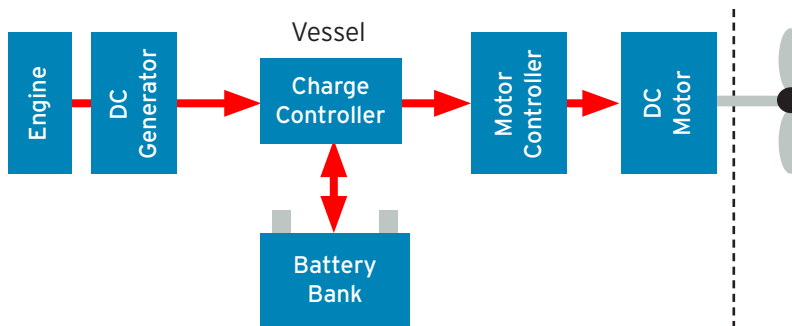 Vessel
Engine
DC
Generator
Charge
Controller
Motor
Controller
DC
Motor
Battery
Bank